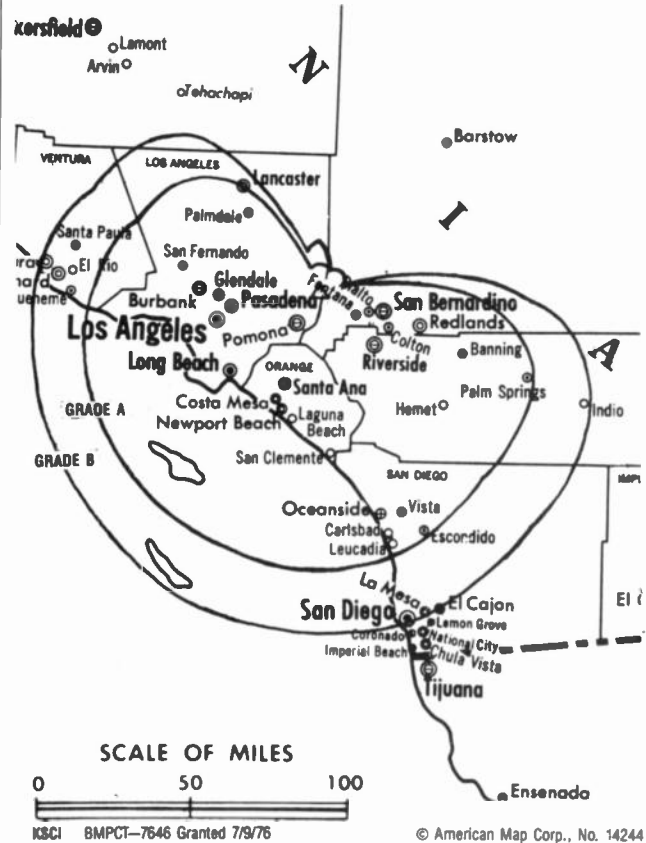 Lamont
Arvin
Tehachapi
N
Barstow
VENTURA
LOS ANGELES
Lancaster
I
Palmdale
Santa Paula
San Fernando
El Rio
Glendale
Burbank
Pasadena
Fontana
Rialto
San Bernardino
Los Angeles
Pomona
Colton
Redlands
Riverside
Banning
A
Long Beach
ORANGE
Santa Ana
Palm Springs
Costa Mesa
GRADE A
Newport Beach
Laguna
Beach
Hemet
Indio
GRADE B
San Clemente
SAN DIEGO
Oceanside
Vista
Carlsbad
Escondido
Leucadia
La Mesa
El Cajon
San Diego
Lemon Grove
Coronado
National City
Imperial Beach
Chula Vista
Tijuana
SCALE OF MILES
0 50 100
Ensenada
KSCI BMPCT–7646 Granted 7/9/76
© American Map Corp., No. 14244